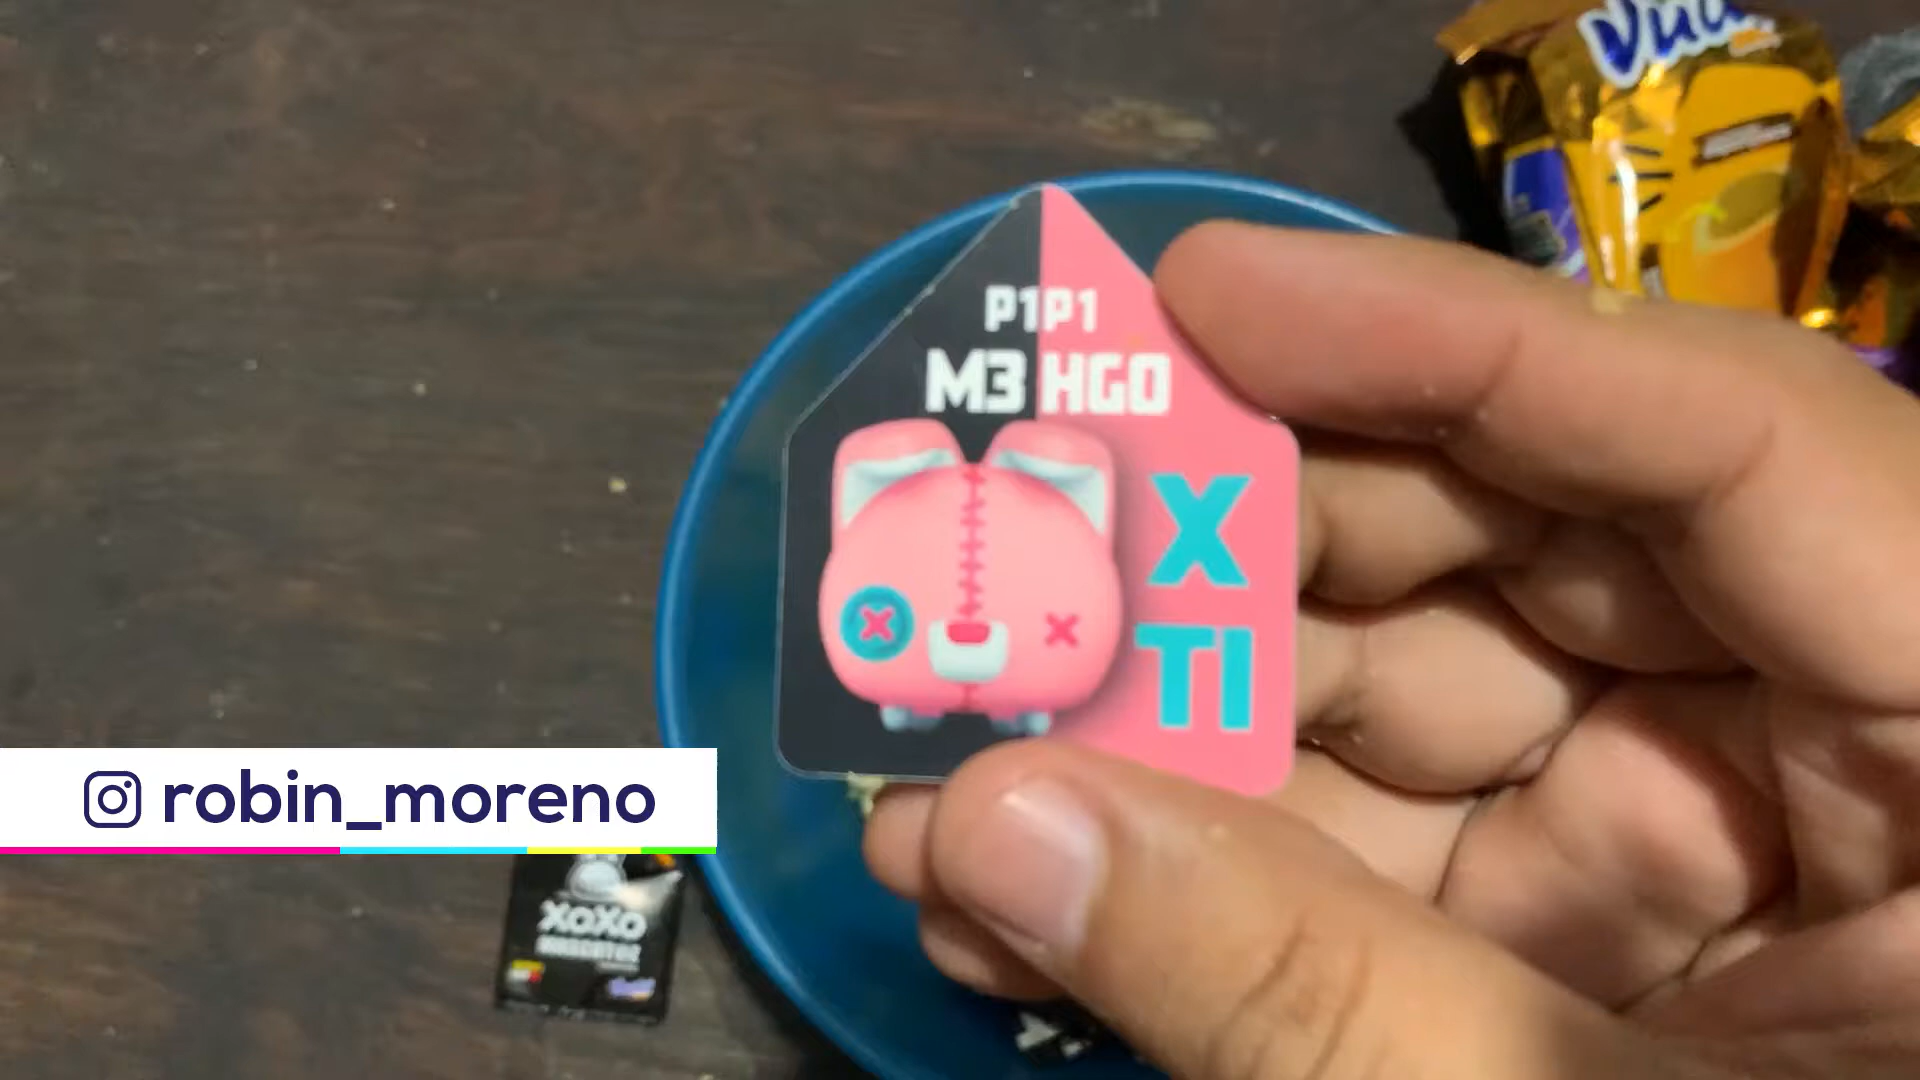 P1P1
M3 HGO
X
TI
robin_moreno
XOXO